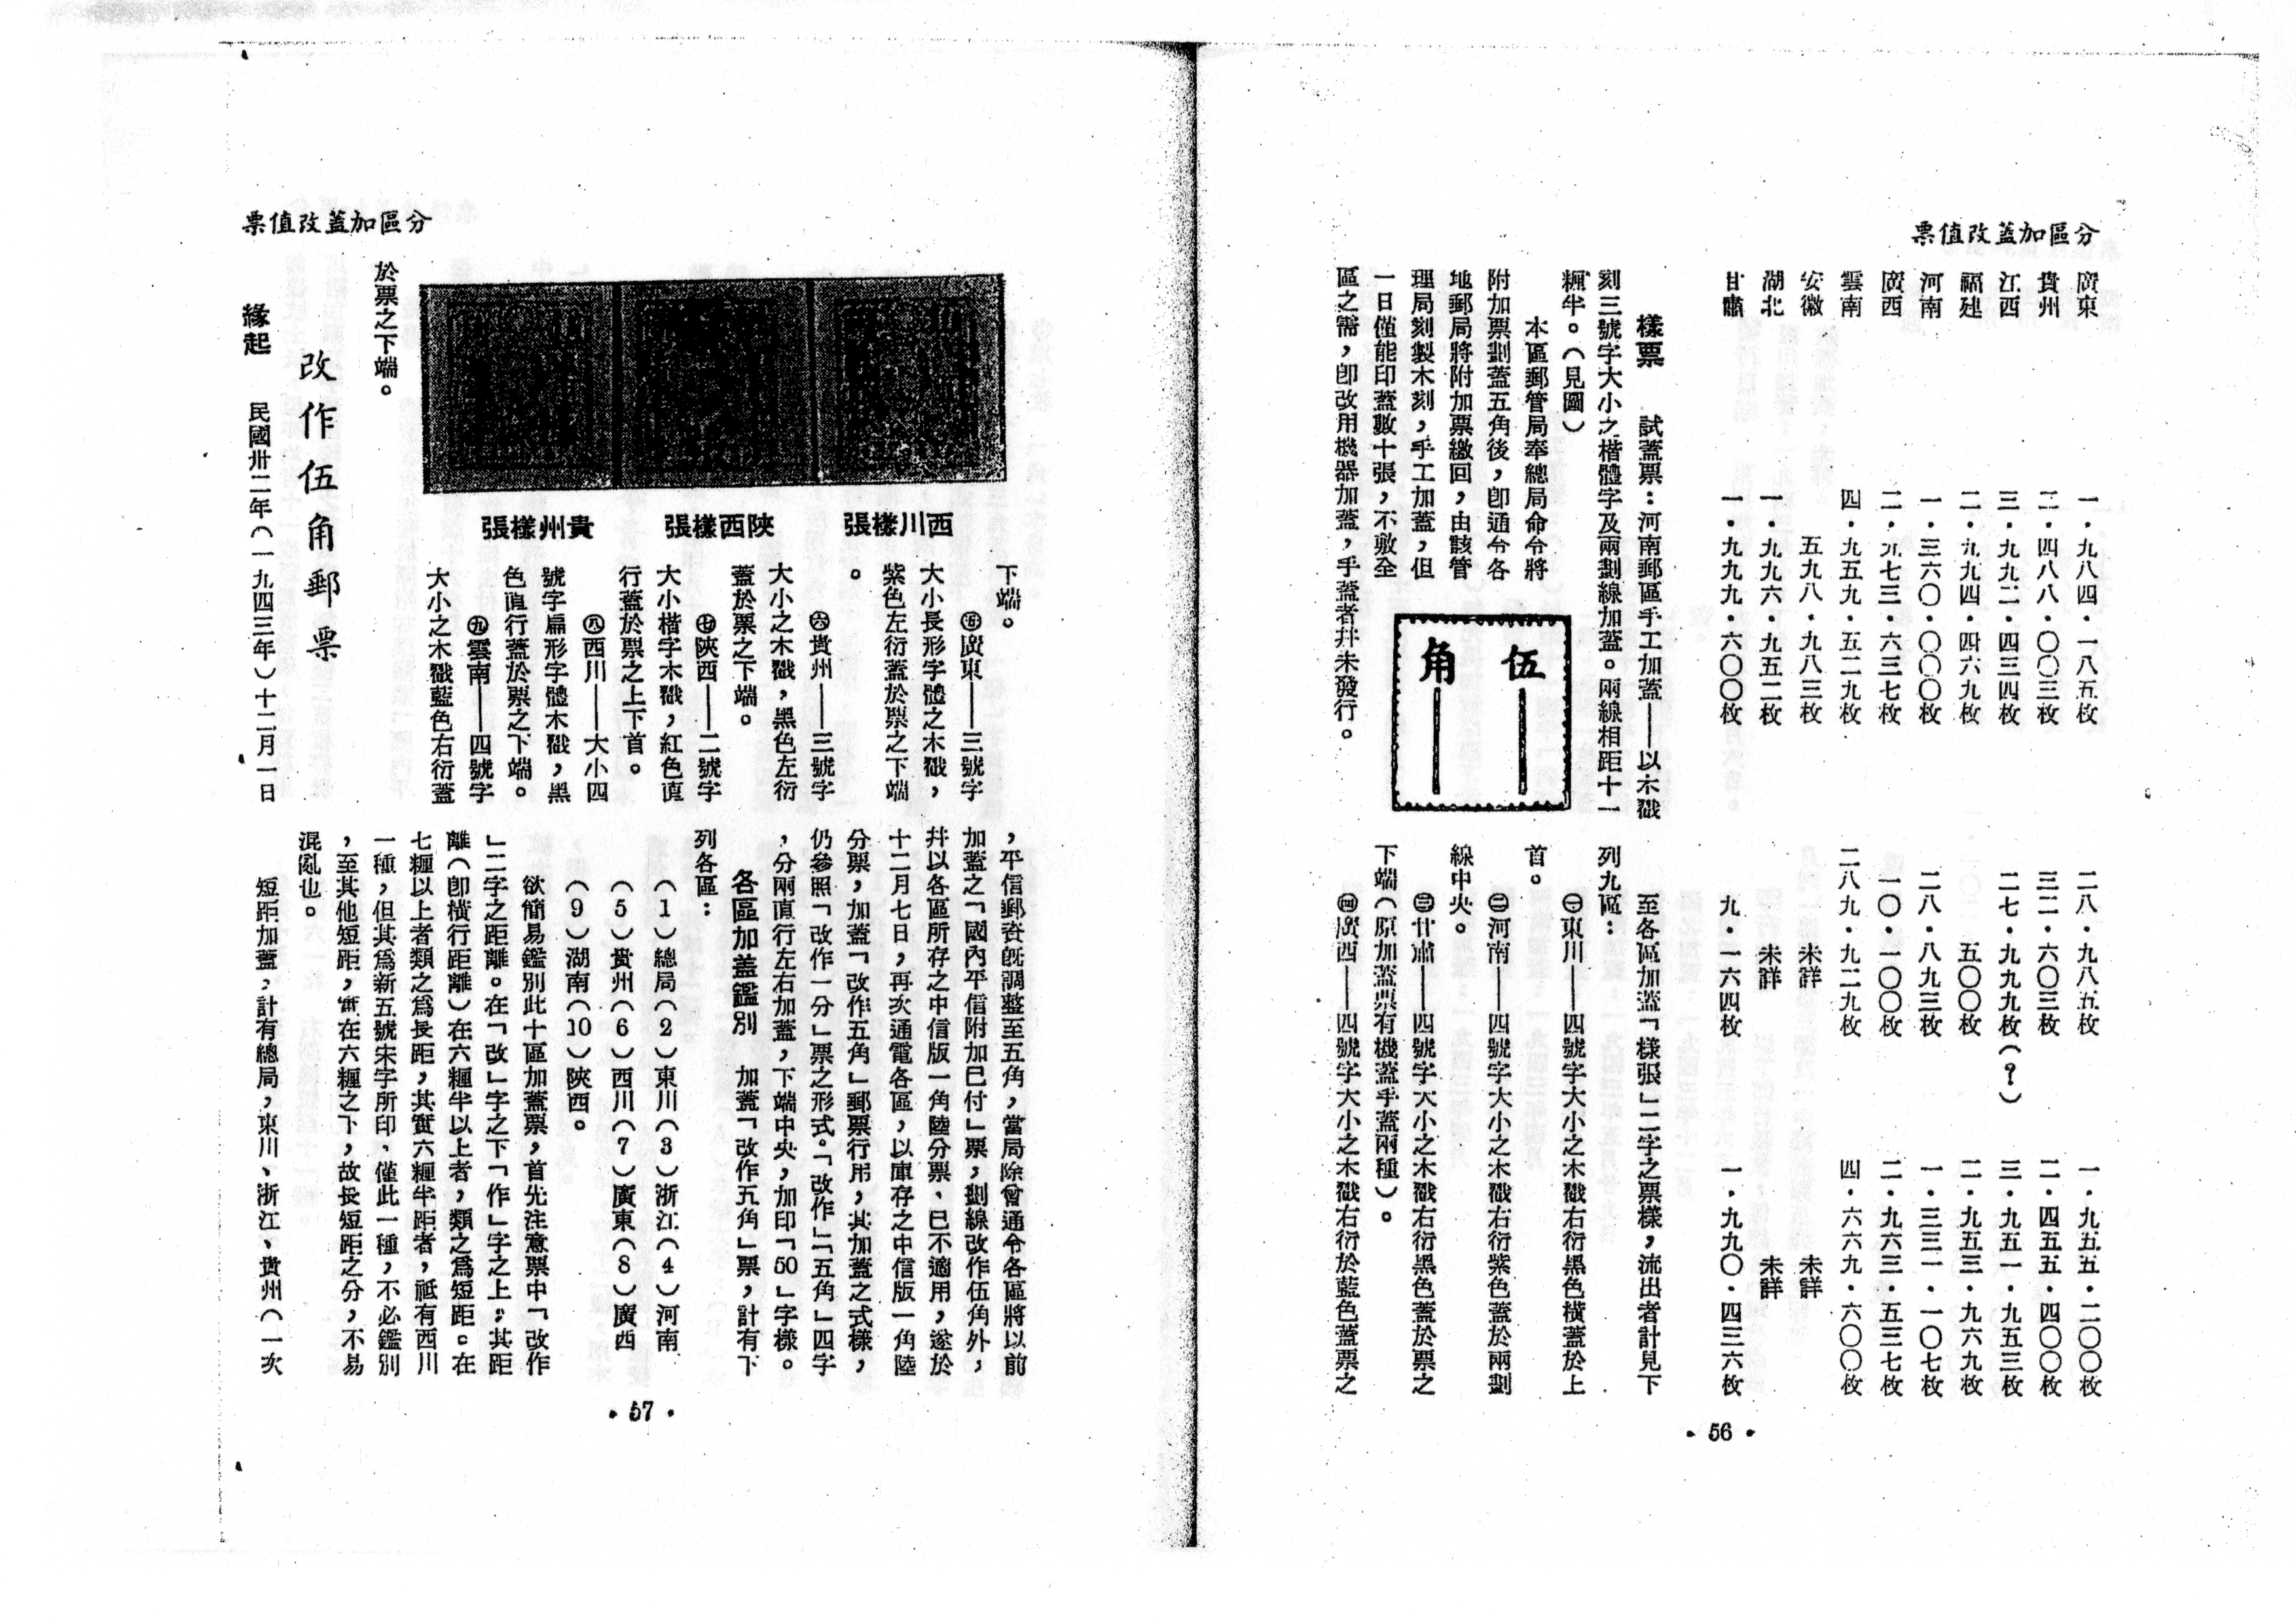 分區加蓋改值票
廣東　一・九八四・一八五枚　二八・九八五枚　一・九五五・二〇〇枚
貴州　二・四八八・〇〇三枚　三二・六〇三枚　二・四五五・四〇〇枚
江西　三・九九二・四三四枚　二七・九九九枚（？）　三・九五一・九五三枚
福建　二・九九四・四六九枚　五〇〇枚　二・九五三・九六九枚
河南　一・三六〇・〇〇〇枚　二八・八九三枚　一・三三一・一〇七枚
廣西　二・九七三・六三七枚　一〇・一〇〇枚　二・九六三・五三七枚
雲南　四・九五九・五二九枚　二八九・九二九枚　四・六六九・六〇〇枚
安徽　五九八・九八三枚　未詳　未詳
湖北　一・九九六・九五二枚　未詳　未詳
甘肅　一・九九九・六〇〇枚　九・一六四枚　一・九九〇・四三六枚
樣票　試蓋票：河南郵區手工加蓋——以木戳
刻三號字大小之楷體字及兩劃線加蓋。兩線相距十一
糎半。（見圖）
本區郵管局奉總局命令將
附加票劃蓋五角後，卽通令各
地郵局將附加票繳回，由該管
理局刻製木刻，手工加蓋，但
一日僅能印蓋數十張，不敷全
區之需，卽改用機器加蓋，手蓋者幷未發行。
伍角
至各區加蓋「樣張」二字之票樣，流出者計見下
列九區：
㊀東川——四號字大小之木戳右衍黑色橫蓋於上
首。
㊁河南——四號字大小之木戳右衍紫色蓋於兩劃
線中央。
㊂甘肅——四號字大小之木戳右衍黑色蓋於票之
下端（原加蓋票有機蓋手蓋兩種）。
㊃廣西——四號字大小之木戳右衍於藍色蓋票之
・56・
分區加蓋改值票
西川樣張
陝西樣張
貴州樣張
下端。
㊄廣東——三號字
大小長形字體之木戳，
紫色左衍蓋於票之下端
。
㊅貴州——三號字
大小之木戳，黑色左衍
蓋於票之下端。
㊆陝西——二號字
大小楷字木戳，紅色直
行蓋於票之上下首。
㊇西川——大小四
號字扁形字體木戳，黑
色直行蓋於票之下端。
㊈雲南——四號字
大小之木戳藍色右衍蓋
於票之下端。
改作伍角郵票
緣起　民國卅二年（一九四三年）十二月一日
，平信郵資旣調整至五角，當局除曾通令各區將以前
加蓋之「國內平信附加已付」票，劃線改作伍角外，
幷以各區所存之中信版一角陸分票、已不適用，遂於
十二月七日，再次通電各區，以庫存之中信版一角陸
分票，加蓋「改作五角」郵票行用，其加蓋之式樣，
仍參照「改作一分」票之形式。「改作」「五角」四字
，分兩直行左右加蓋，下端中央，加印「50」字樣。
各區加蓋鑑別　加蓋「改作五角」票，計有下
列各區：
（1）總局（2）東川（3）浙江（4）河南
（5）貴州（6）西川（7）廣東（8）廣西
（9）湖南（10）陝西。
欲簡易鑑別此十區加蓋票，首先注意票中「改作
」二字之距離。在「改」字之下「作」字之上，其距
離（卽橫行距離）在六糎半以上者，類之爲短距。在
七糎以上者類之爲長距，其實六糎半距者，祗有西川
一種，但其爲新五號宋字所印、僅此一種，不必鑑別
，至其他短距，實在六糎之下，故長短距之分，不易
混亂也。
短距加蓋，計有總局，東川、浙江、貴州（一次
・57・